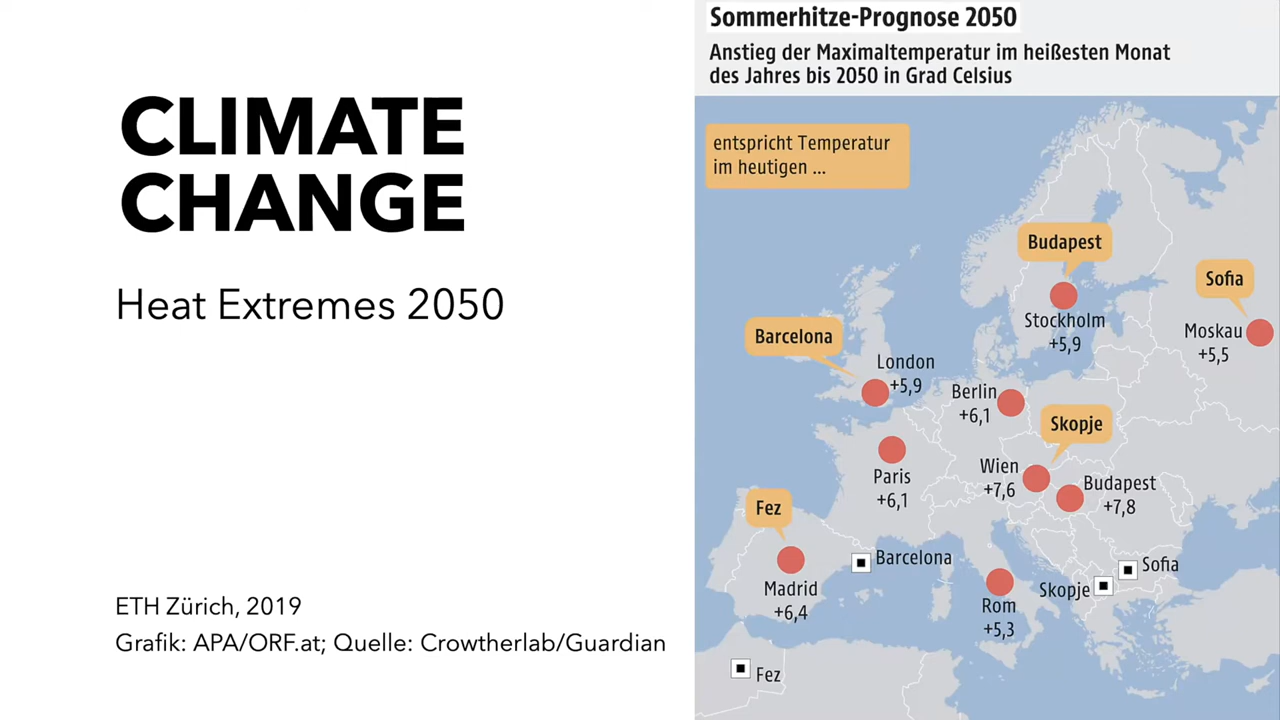 CLIMATE
CHANGE
Heat Extremes 2050
ETH Zürich, 2019
Grafik: APA/ORF.at; Quelle: Crowtherlab/Guardian
Sommerhitze-Prognose 2050
Anstieg der Maximaltemperatur im heißesten Monat
des Jahres bis 2050 in Grad Celsius
entspricht Temperatur
im heutigen ...
Budapest
Stockholm
+5,9
Sofia
Moskau
+5,5
Barcelona
London
+5,9
Berlin
+6,1
Skopje
Paris
+6,1
Wien
+7,6
Budapest
+7,8
Fez
Madrid
+6,4
Barcelona
Rom
+5,3
Skopje
Sofia
Fez